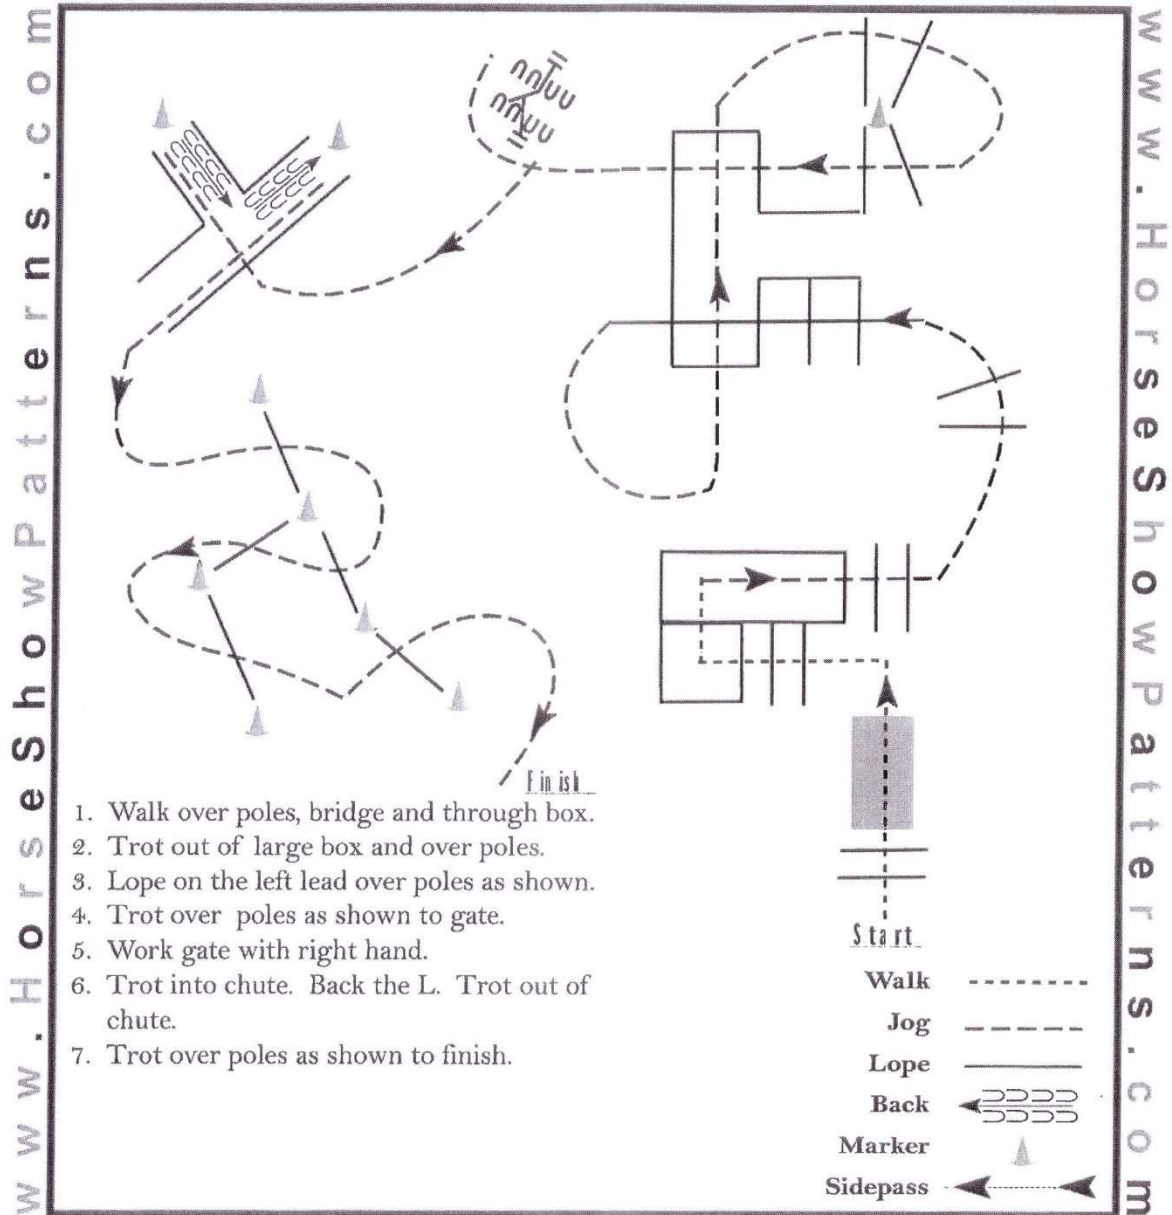 www.HorseShowPatterns.com
www.HorseShowPatterns.com
Finish
1. Walk over poles, bridge and through box.
2. Trot out of large box and over poles.
3. Lope on the left lead over poles as shown.
4. Trot over poles as shown to gate.
5. Work gate with right hand.
6. Trot into chute. Back the L. Trot out of
chute.
7. Trot over poles as shown to finish.
Start
Walk
Jog
Lope
Back
Marker
Sidepass